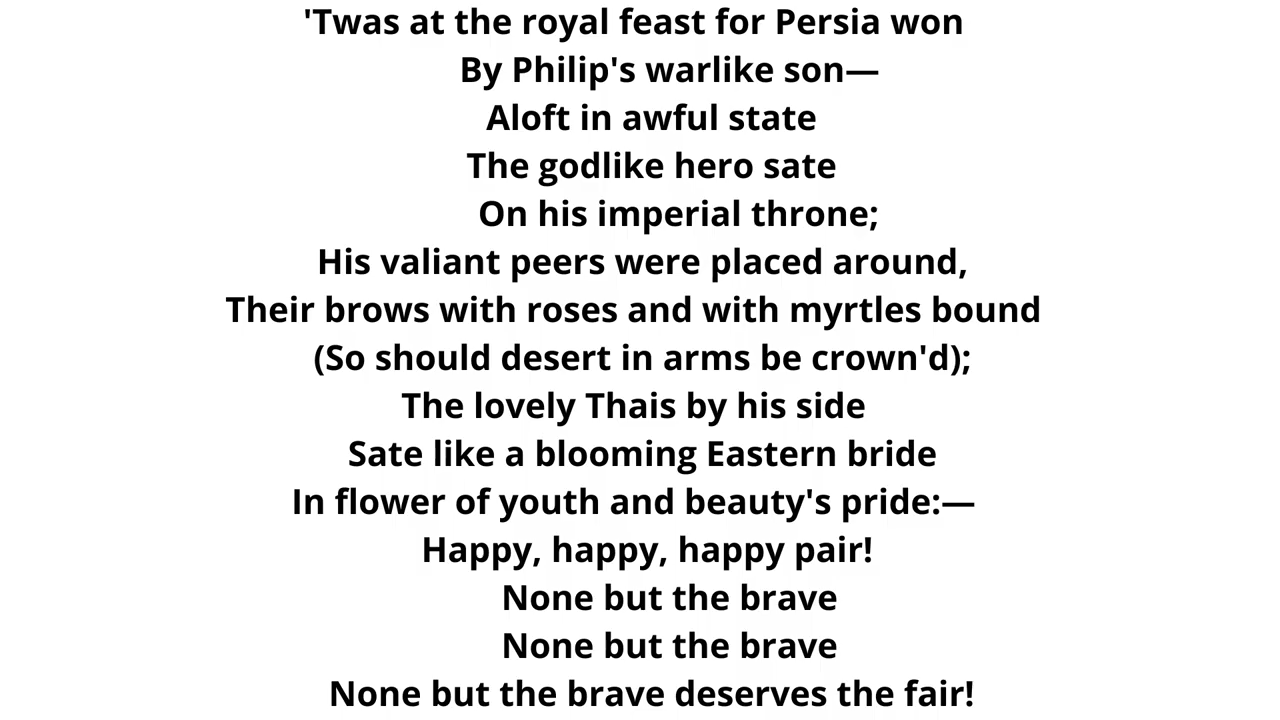 'Twas at the royal feast for Persia won
By Philip's warlike son—
Aloft in awful state
The godlike hero sate
On his imperial throne;
His valiant peers were placed around,
Their brows with roses and with myrtles bound
(So should desert in arms be crown'd);
The lovely Thais by his side
Sate like a blooming Eastern bride
In flower of youth and beauty's pride:—
Happy, happy, happy pair!
None but the brave
None but the brave
None but the brave deserves the fair!